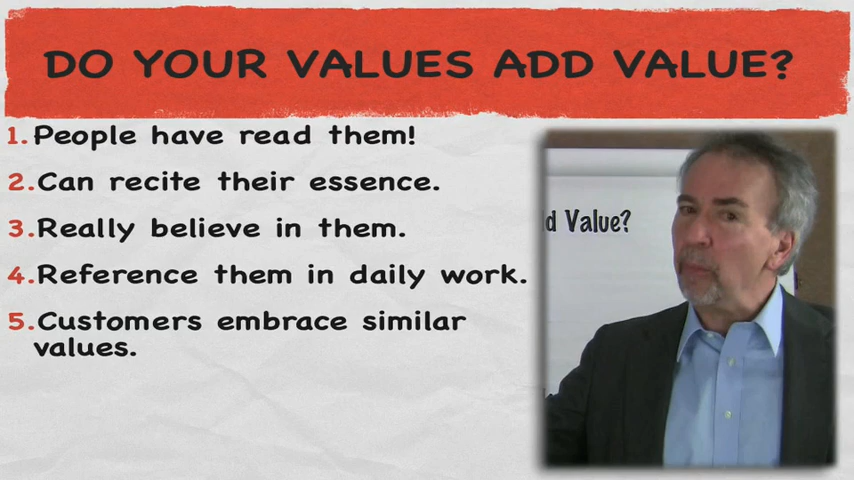 DO YOUR VALUES ADD VALUE?
1. People have read them!
2. Can recite their essence.
3. Really believe in them.
4. Reference them in daily work.
5. Customers embrace similar
values.
d Value?